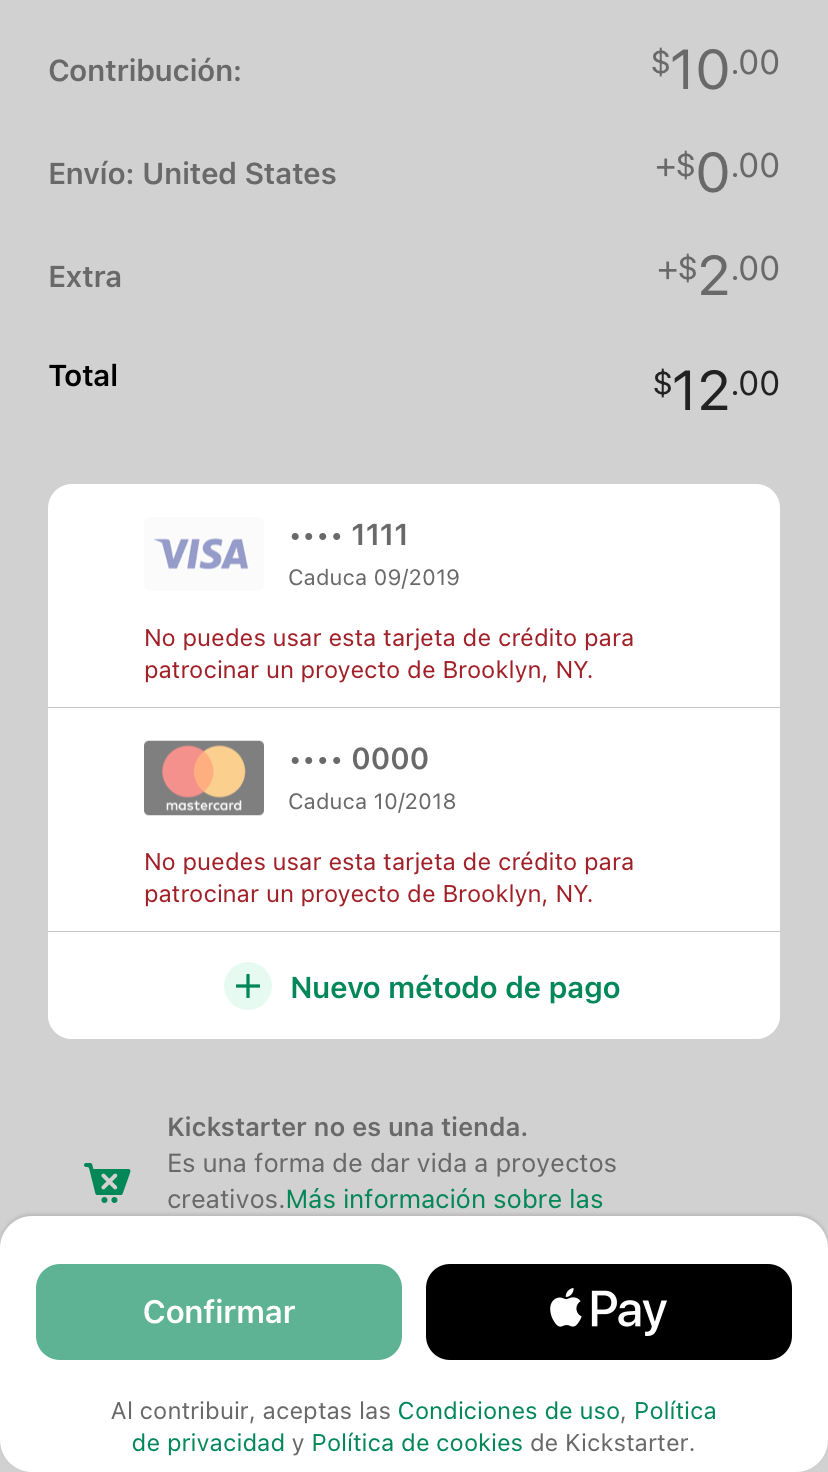 Contribución: $10.00
Envío: United States +$0.00
Extra +$2.00
Total $12.00
VISA •••• 1111
Caduca 09/2019
No puedes usar esta tarjeta de crédito para
patrocinar un proyecto de Brooklyn, NY.
•••• 0000
mastercard Caduca 10/2018
No puedes usar esta tarjeta de crédito para
patrocinar un proyecto de Brooklyn, NY.
+ Nuevo método de pago
Kickstarter no es una tienda.
Es una forma de dar vida a proyectos
creativos.Más información sobre las
Confirmar Pay
Al contribuir, aceptas las Condiciones de uso, Política
de privacidad y Política de cookies de Kickstarter.